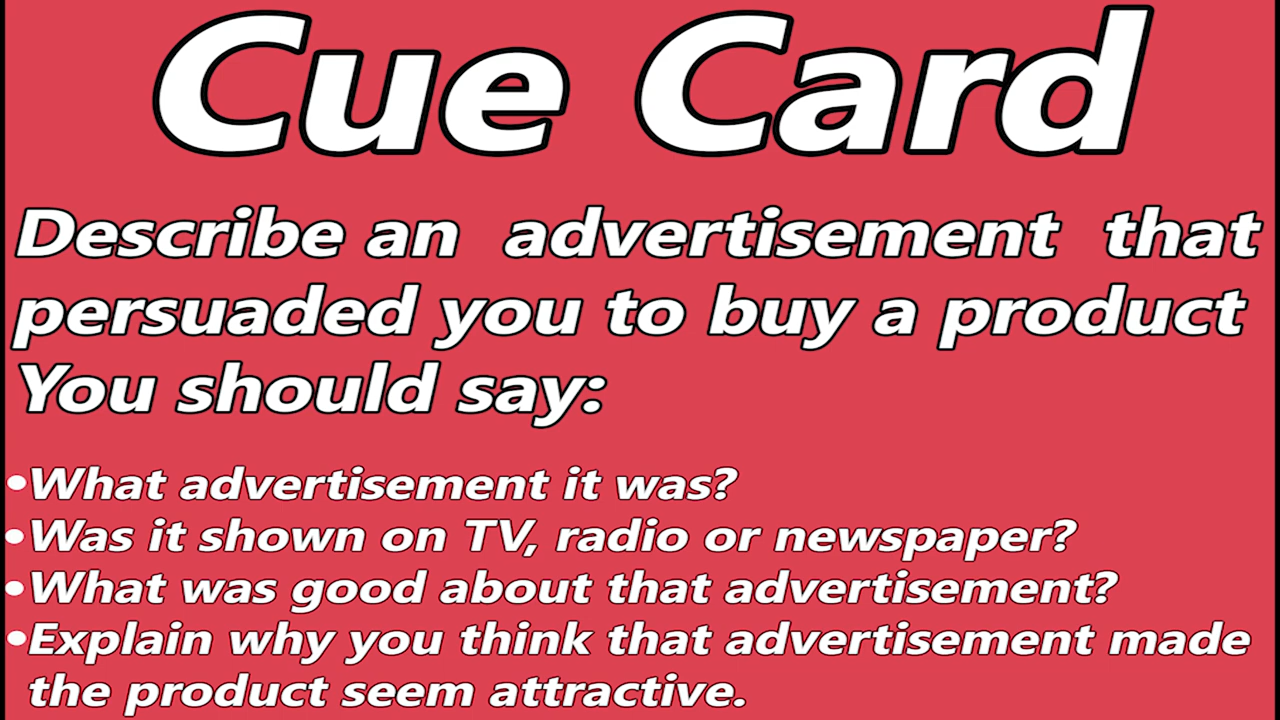 Cue Card
Describe an advertisement that
persuaded you to buy a product
You should say:
•What advertisement it was?
•Was it shown on TV, radio or newspaper?
•What was good about that advertisement?
•Explain why you think that advertisement made
the product seem attractive.